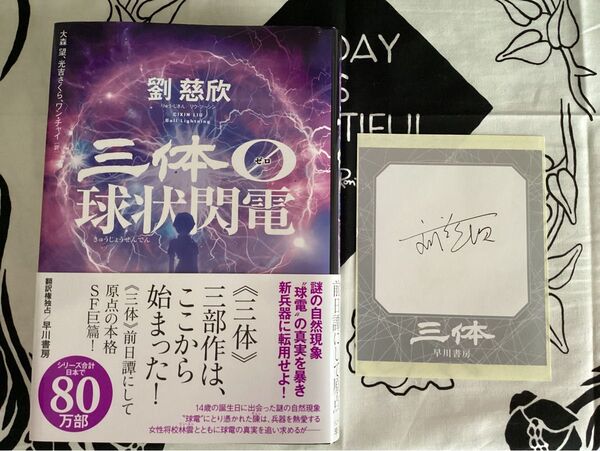 大森 望、光吉さくら、ワン・チャイ=訳
劉 慈欣
りゅう・じきん リウ・ツーシン
CIXIN LIU
Ball Lightning
三体0
ゼロ
球状閃電
きゅうじょうせんでん
謎の自然現象
“球電”の真実を暴き
新兵器に転用せよ！
《三体》
三部作は、
ここから
始まった！
《三体》前日譚にして
原点の本格
SF巨篇！
翻訳権独占/早川書房
シリーズ合計
日本で
80
万部
14歳の誕生日に出会った謎の自然現象
“球電”にとり憑かれた陳は、兵器を熱愛する
女性将校林雲とともに球電の真実を追い求めるが――
前日譚にして原点
DAY
TIFUL
三体
早川書房